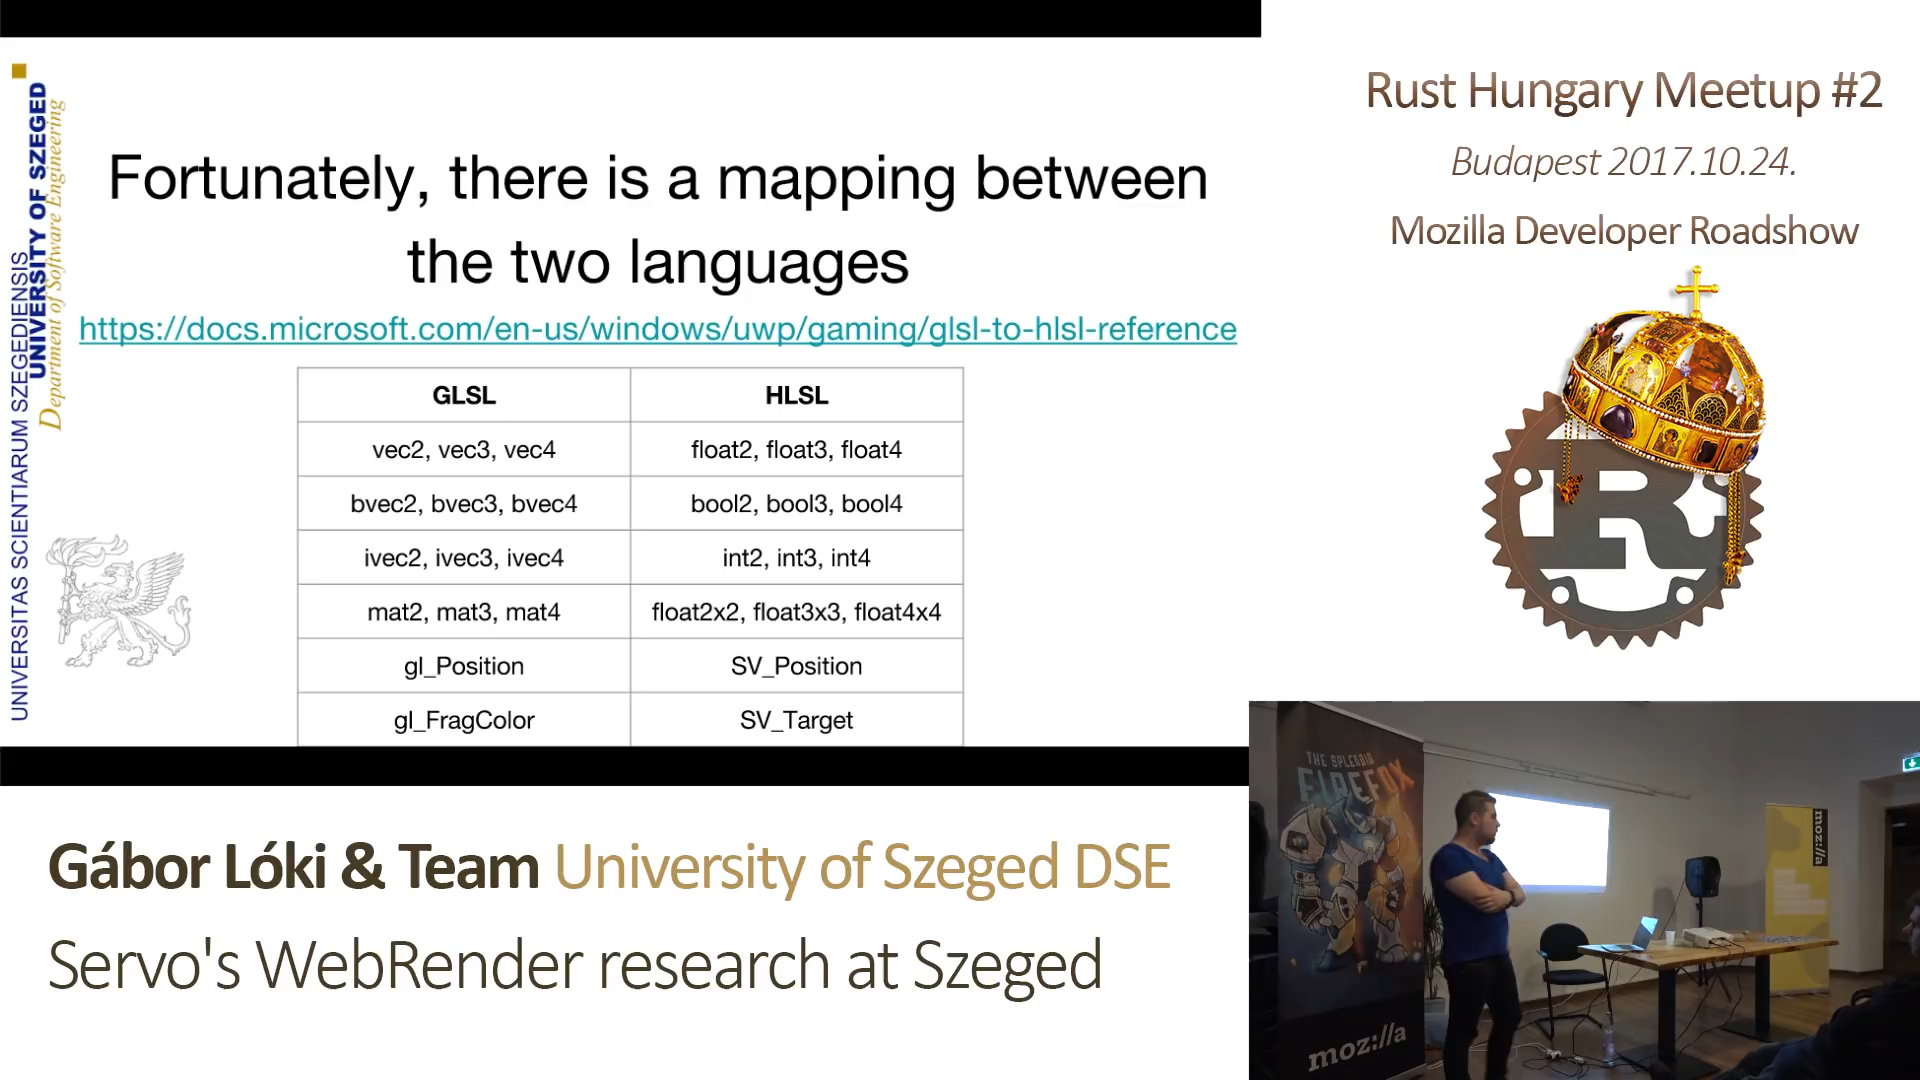 UNIVERSITAS SCIENTIARUM SZEGEDIENSIS
UNIVERSITY OF SZEGED
Department of Software Engineering
Fortunately, there is a mapping between
the two languages
https://docs.microsoft.com/en-us/windows/uwp/gaming/glsl-to-hlsl-reference
GLSL HLSL
vec2, vec3, vec4 float2, float3, float4
bvec2, bvec3, bvec4 bool2, bool3, bool4
ivec2, ivec3, ivec4 int2, int3, int4
mat2, mat3, mat4 float2x2, float3x3, float4x4
gl_Position SV_Position
gl_FragColor SV_Target
Rust Hungary Meetup #2
Budapest 2017.10.24.
Mozilla Developer Roadshow
R
THE SPLENDID
FIREFOX
moz://a
moz://a
Gábor Lóki & Team University of Szeged DSE
Servo's WebRender research at Szeged